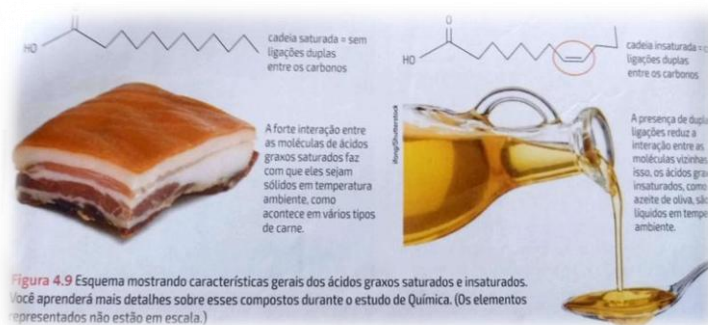 O
HO
cadeia saturada = sem
ligações duplas
entre os carbonos
O
HO
cadeia insaturada = c
ligações duplas
entre os carbonos
A forte interação entre
as moléculas de ácidos
graxos saturados faz
com que eles sejam
sólidos em temperatura
ambiente, como
acontece em vários tipos
de carne.
A presença de dupla
ligações reduz a
interação entre as
moléculas vizinhas
isso, os ácidos gra
insaturados, como
azeite de oliva, são
líquidos em tempe
ambiente.
Figura 4.9 Esquema mostrando características gerais dos ácidos graxos saturados e insaturados.
Você aprenderá mais detalhes sobre esses compostos durante o estudo de Química. (Os elementos
representados não estão em escala.)